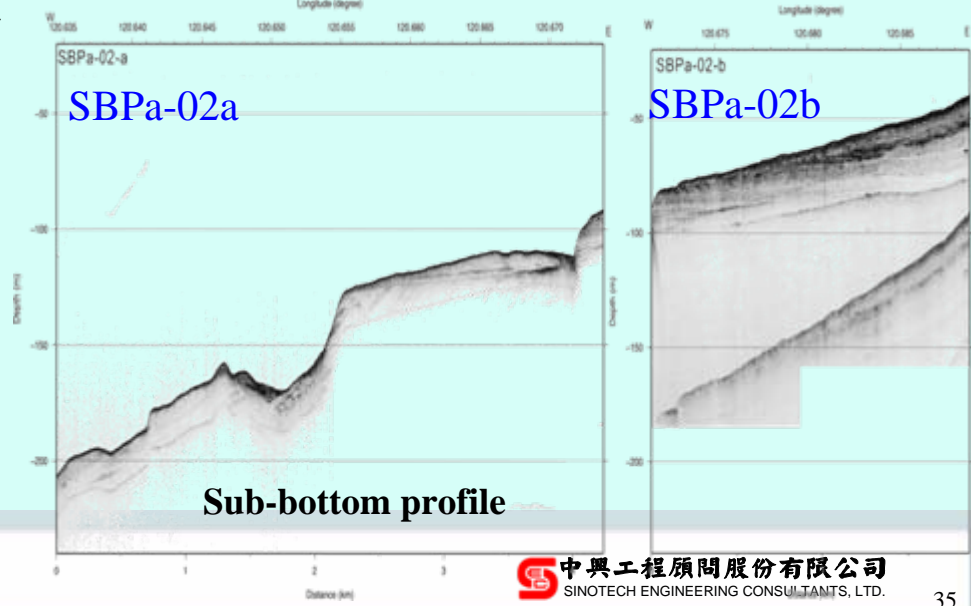 Longitude (degree)
W 120.635 120.640 120.645 120.650 120.655 120.660 120.665 120.670 E
SBPa-02-a
SBPa-02a
-50
-100
-150
-200
Depth (m)
Sub-bottom profile
0 1 2 3
Distance (km)
Longitude (degree)
W 120.675 120.680 120.685 E
SBPa-02-b
SBPa-02b
-50
-100
-150
-200
Depth (m)
中興工程顧問股份有限公司
SINOTECH ENGINEERING CONSULTANTS, LTD.
35